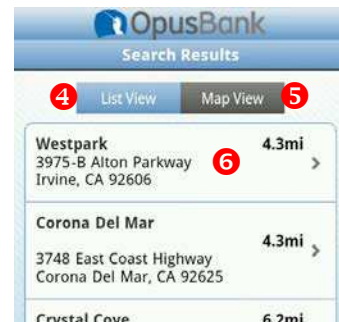 OpusBank
Search Results
4 List View Map View 5
Westpark 4.3mi
3975-B Alton Parkway 6
Irvine, CA 92606
Corona Del Mar
4.3mi
3748 East Coast Highway
Corona Del Mar, CA 92625
Crystal Cove 6.2mi